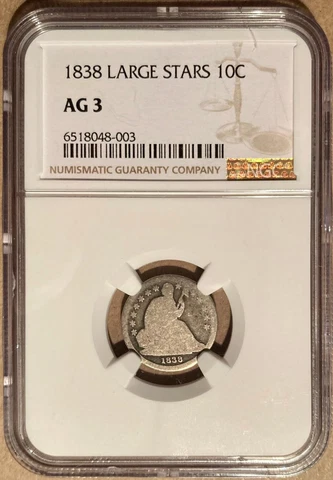 1838 LARGE STARS 10C
AG 3
6518048-003
NUMISMATIC GUARANTY COMPANY
NGC
1838